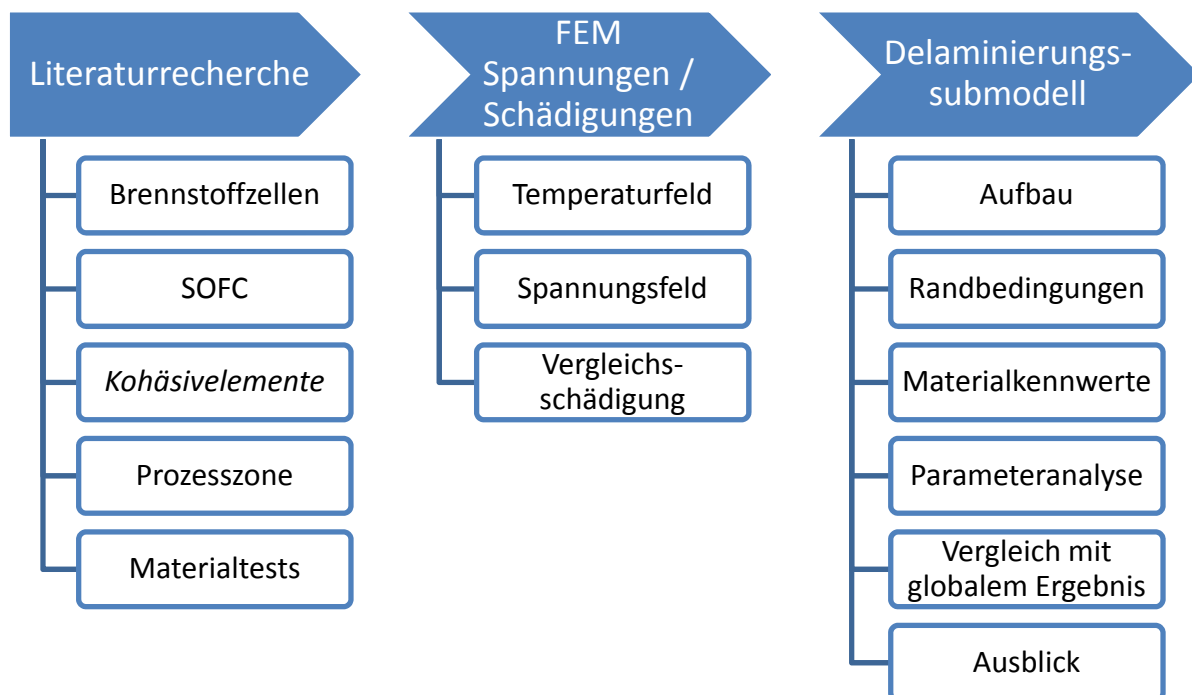 Literaturrecherche
Brennstoffzellen
SOFC
Kohäsivelemente
Prozesszone
Materialtests
FEM
Spannungen /
Schädigungen
Temperaturfeld
Spannungsfeld
Vergleichs-
schädigung
Delaminierungs-
submodell
Aufbau
Randbedingungen
Materialkennwerte
Parameteranalyse
Vergleich mit
globalem Ergebnis
Ausblick